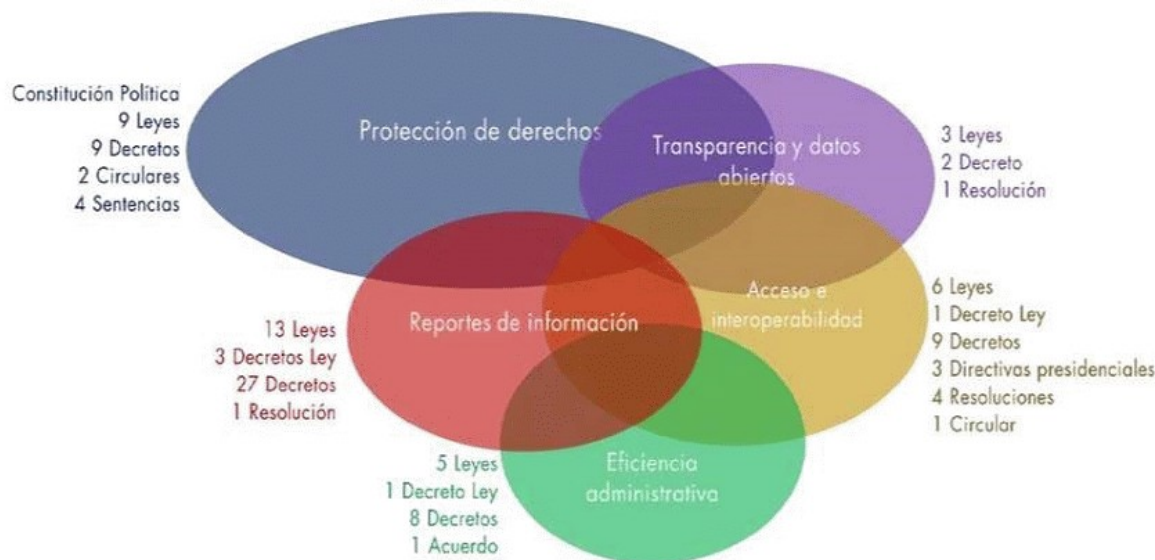 Constitución Política
9 Leyes
9 Decretos
2 Circulares
4 Sentencias
Protección de derechos
Transparencia y datos
abiertos
3 Leyes
2 Decreto
1 Resolución
13 Leyes
3 Decretos Ley
27 Decretos
1 Resolución
Reportes de información
Acceso e
interoperabilidad
6 Leyes
1 Decreto Ley
9 Decretos
3 Directivas presidenciales
4 Resoluciones
1 Circular
5 Leyes
1 Decreto Ley
8 Decretos
1 Acuerdo
Eficiencia
administrativa